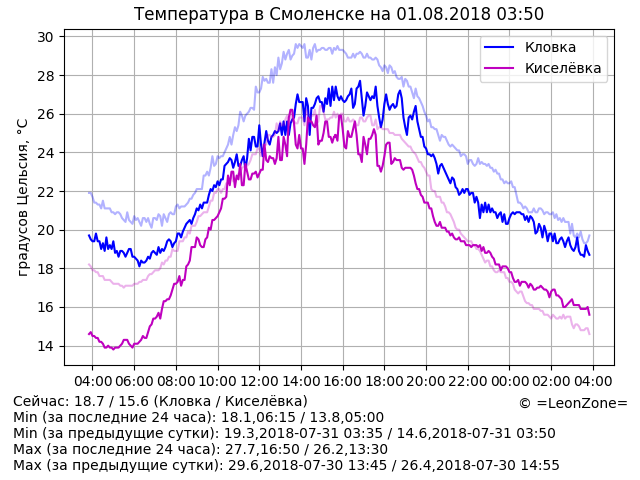 Температура в Смоленске на 01.08.2018 03:50
градусов Цельсия, °C
30
28
26
24
22
20
18
16
14
Кловка
Киселёвка
04:00 06:00 08:00 10:00 12:00 14:00 16:00 18:00 20:00 22:00 00:00 02:00 04:00
Сейчас: 18.7 / 15.6 (Кловка / Киселёвка)
© =LeonZone=
Min (за последние 24 часа): 18.1,06:15 / 13.8,05:00
Min (за предыдущие сутки): 19.3,2018-07-31 03:35 / 14.6,2018-07-31 03:50
Max (за последние 24 часа): 27.7,16:50 / 26.2,13:30
Max (за предыдущие сутки): 29.6,2018-07-30 13:45 / 26.4,2018-07-30 14:55